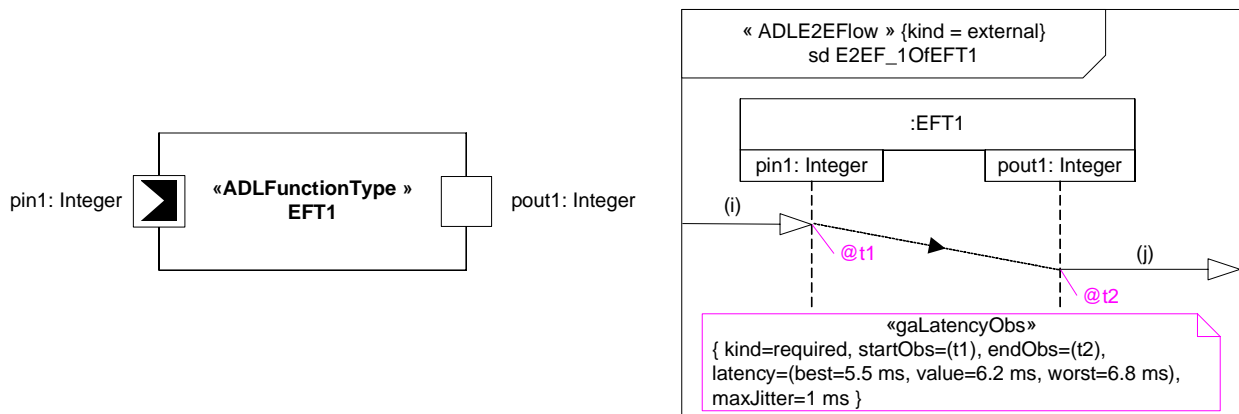 pin1: Integer
«ADLFunctionType »
EFT1
pout1: Integer
« ADLE2EFlow » {kind = external}
sd E2EF_1OfEFT1
:EFT1
pin1: Integer
pout1: Integer
(i)
@t1
(j)
@t2
«gaLatencyObs»
{ kind=required, startObs=(t1), endObs=(t2),
latency=(best=5.5 ms, value=6.2 ms, worst=6.8 ms),
maxJitter=1 ms }